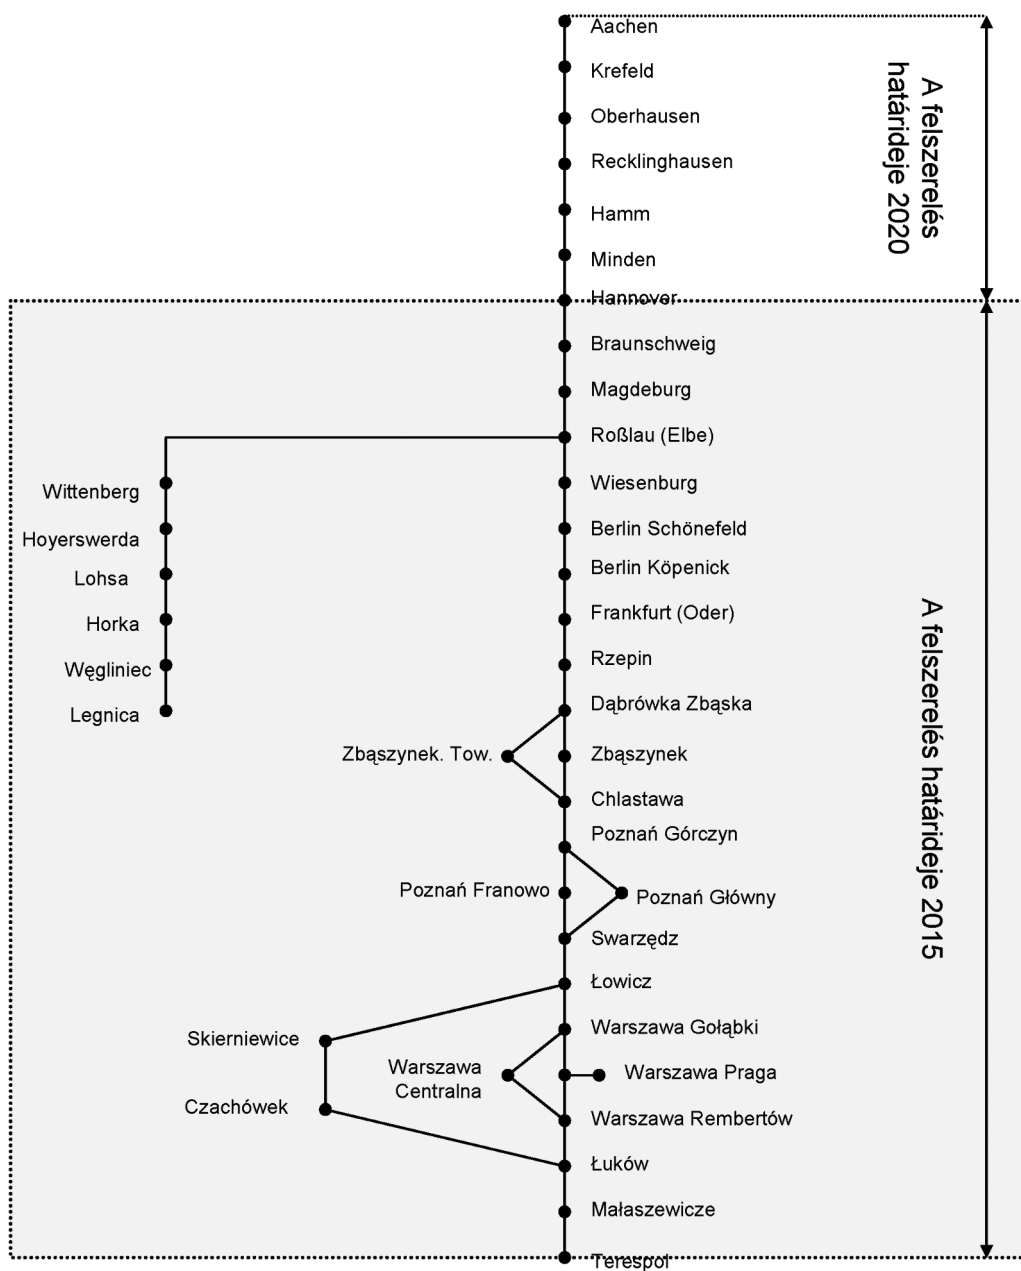 Aachen
Krefeld
Oberhausen
Recklinghausen
Hamm
Minden
Hannover
A felszerelés
határideje 2020
Braunschweig
Magdeburg
Roßlau (Elbe)
Wiesenburg
Berlin Schönefeld
Berlin Köpenick
Frankfurt (Oder)
Rzepin
Dąbrówka Zbąska
Wittenberg
Hoyerswerda
Lohsa
Horka
Węgliniec
Legnica
Zbąszynek. Tow.
Zbąszynek
Chlastawa
Poznań Górczyn
Poznań Franowo
Poznań Główny
Swarzędz
Łowicz
Skierniewice
Czachówek
Warszawa Gołąbki
Warszawa
Centralna
Warszawa Praga
Warszawa Rembertów
Łuków
Małaszewicze
Terespol
A felszerelés határideje 2015